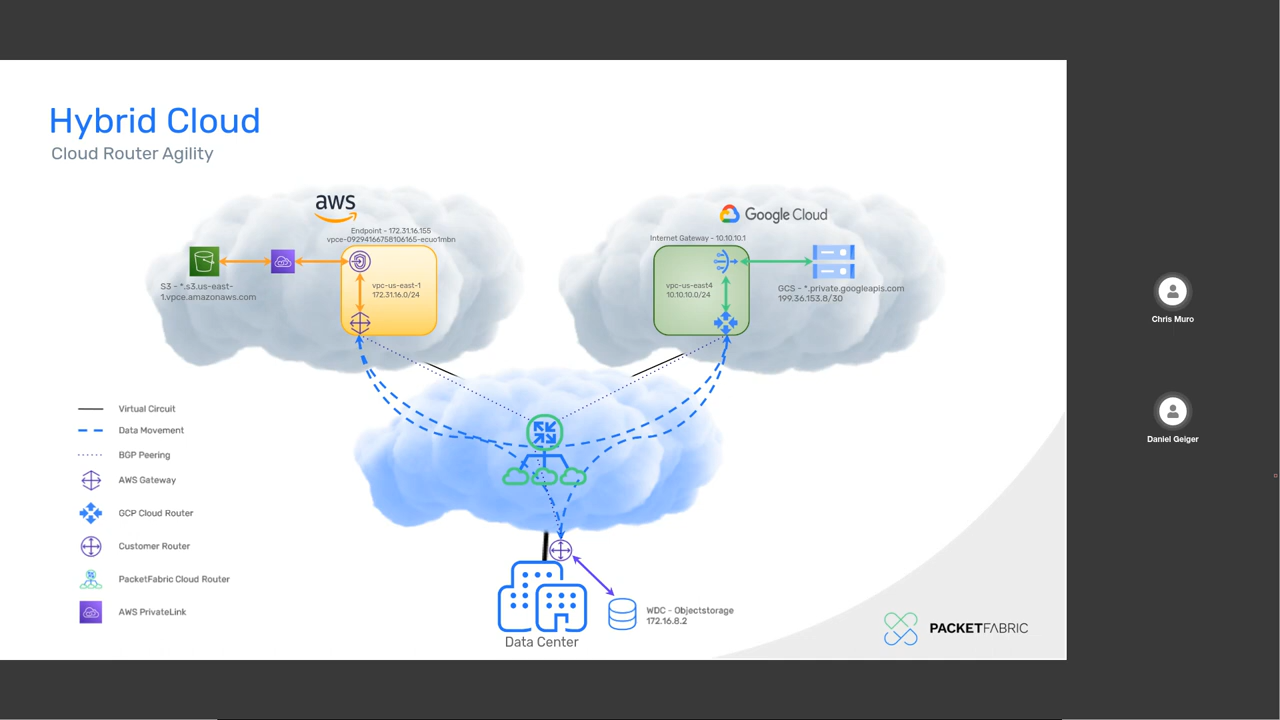 Hybrid Cloud
Cloud Router Agility
aws
Endpoint - 172.31.16.155
vpce-09294166758106165-ecuo1mbn
S3 - *.s3.us-east-
1.vpce.amazonaws.com
vpc-us-east-1
172.31.16.0/24
Google Cloud
Internet Gateway - 10.10.10.1
vpc-us-east4
10.10.10.0/24
GCS - *.private.googleapis.com
199.36.153.8/30
Chris Muro
Daniel Geiger
Virtual Circuit
Data Movement
BGP Peering
AWS Gateway
GCP Cloud Router
Customer Router
PacketFabric Cloud Router
AWS PrivateLink
WDC - Objectstorage
172.16.8.2
Data Center
PACKETFABRIC